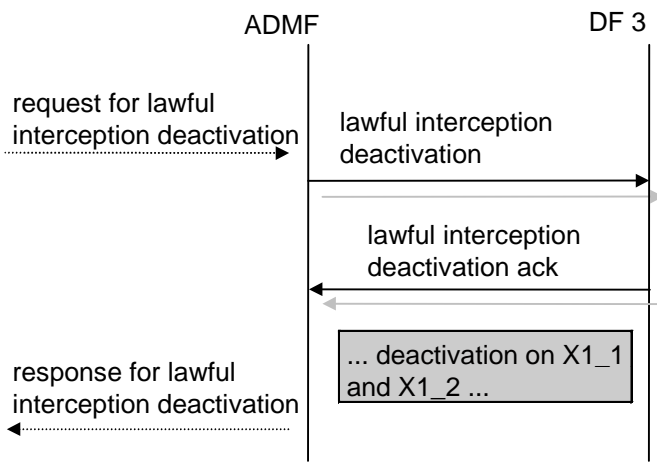 ADMF
DF 3
request for lawful
interception deactivation
lawful interception
deactivation
lawful interception
deactivation ack
... deactivation on X1_1
and X1_2 ...
response for lawful
interception deactivation